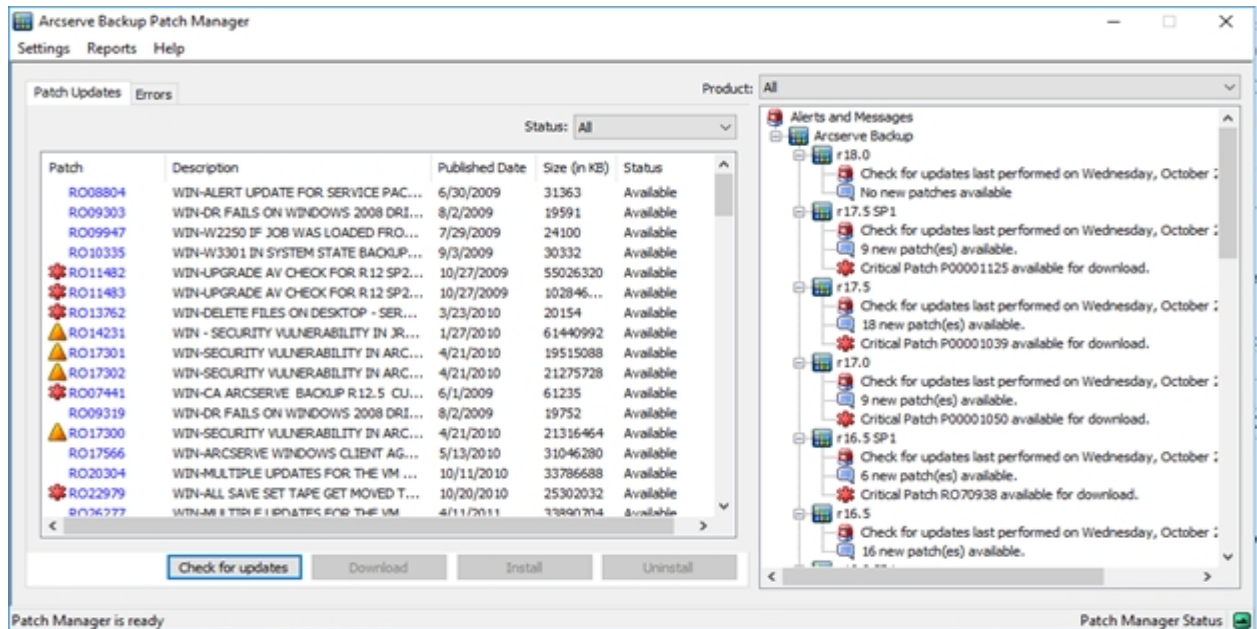 Arcserve Backup Patch Manager
Settings Reports Help
Patch Updates Errors
Product: All
Status: All
Patch Description Published Date Size (in KB) Status
RO08804 WIN-ALERT UPDATE FOR SERVICE PAC... 6/30/2009 31363 Available
RO09303 WIN-DR FAILS ON WINDOWS 2008 DRI... 8/2/2009 19591 Available
RO09947 WIN-W2250 IF JOB WAS LOADED FRO... 7/29/2009 24100 Available
RO10335 WIN-W3301 IN SYSTEM STATE BACKUP... 9/3/2009 30332 Available
RO11482 WIN-UPGRADE AV CHECK FOR R12 SP2... 10/27/2009 55026320 Available
RO11483 WIN-UPGRADE AV CHECK FOR R12 SP2... 10/27/2009 102846... Available
RO13762 WIN-DELETE FILES ON DESKTOP - SER... 3/23/2010 20154 Available
RO14231 WIN - SECURITY VULNERABILITY IN JR... 1/27/2010 61440992 Available
RO17301 WIN-SECURITY VULNERABILITY IN ARC... 4/21/2010 19515088 Available
RO17302 WIN-SECURITY VULNERABILITY IN ARC... 4/21/2010 21275728 Available
RO07441 WIN-CA ARCSERVE BACKUP R12.5 CU... 6/1/2009 61235 Available
RO09319 WIN-DR FAILS ON WINDOWS 2008 DRI... 8/2/2009 19752 Available
RO17300 WIN-SECURITY VULNERABILITY IN ARC... 4/21/2010 21316464 Available
RO17566 WIN-ARCSERVE WINDOWS CLIENT AG... 5/13/2010 31046280 Available
RO20304 WIN-MULTIPLE UPDATES FOR THE VM ... 10/11/2010 33786688 Available
RO22979 WIN-ALL SAVE SET TAPE GET MOVED T... 10/20/2010 25302032 Available
RO26277 WIN-MULTIPLE UPDATES FOR THE VM 4/11/2011 33890704 Available
Check for updates Download Install Uninstall
Alerts and Messages
Arcserve Backup
r18.0
Check for updates last performed on Wednesday, October 2
No new patches available
r17.5 SP1
Check for updates last performed on Wednesday, October 2
9 new patch(es) available.
Critical Patch P00001125 available for download.
r17.5
Check for updates last performed on Wednesday, October 2
18 new patch(es) available.
Critical Patch P00001039 available for download.
r17.0
Check for updates last performed on Wednesday, October 2
9 new patch(es) available.
Critical Patch P00001050 available for download.
r16.5 SP1
Check for updates last performed on Wednesday, October 2
6 new patch(es) available.
Critical Patch RO70938 available for download.
r16.5
Check for updates last performed on Wednesday, October 2
16 new patch(es) available.
Patch Manager is ready
Patch Manager Status